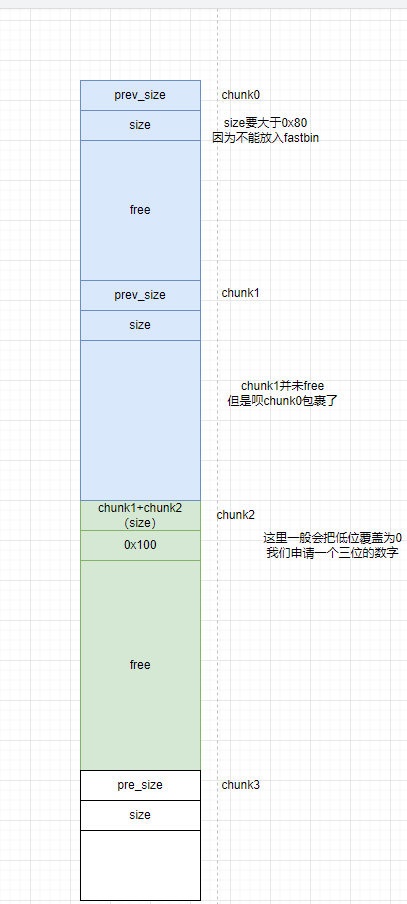 prev_size
chunk0
size
size要大于0x80
因为不能放入fastbin
free
prev_size
chunk1
size
chunk1并未free
但是呗chunk0包裹了
chunk1+chunk2
（size）
chunk2
0x100
这里一般会把低位覆盖为0
我们申请一个三位的数字
free
pre_size
chunk3
size